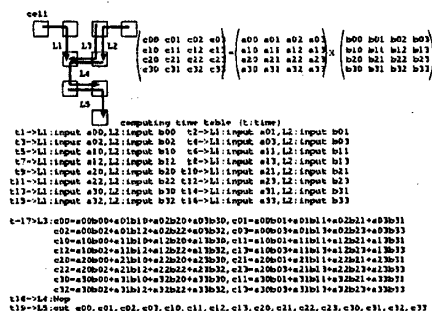 cell
L1 L3 L2
L4
L5
c00 c01 c02 c03 a00 a01 a02 a03 b00 b01 b02 b03
c10 c11 c12 c13 = a10 a11 a12 a13 X b10 b11 b12 b13
c20 c21 c22 c23 a20 a21 a22 a23 b20 b21 b22 b23
c30 c31 c32 c33 a30 a31 a32 a33 b30 b31 b32 b33
computing time table (t:time)
t1->L1:input a00,L2:input b00 t2->L1:input a01,L2:input b01
t3->L1:input a02,L2:input b02 t4->L1:input a03,L2:input b03
t5->L1:input a10,L2:input b10 t6->L1:input a11,L2:input b11
t7->L1:input a12,L2:input b12 t8->L1:input a13,L2:input b13
t9->L1:input a20,L2:input b20 t10->L1:input a21,L2:input b21
t11->L1:input a22,L2:input b22 t12->L1:input a23,L2:input b23
t13->L1:input a30,L2:input b30 t14->L1:input a31,L2:input b31
t15->L1:input a32,L2:input b32 t16->L1:input a33,L2:input b33
t-17>L3:c00=a00b00+a01b10+a02b20+a03b30, c01=a00b01+a01b11+a02b21+a03b31
c02=a00b02+a01b12+a02b22+a03b32, c03=a00b03+a01b13+a02b23+a03b33
c10=a10b00+a11b10+a12b20+a13b30, c11=a10b01+a11b11+a12b21+a13b31
c12=a10b02+a11b12+a12b22+a13b32, c13=a10b03+a11b13+a12b23+a13b33
c20=a20b00+a21b10+a22b20+a23b30, c21=a20b01+a21b11+a22b21+a23b31
c22=a20b02+a21b12+a22b22+a23b32, c23=a20b03+a21b13+a22b23+a23b33
c30=a30b00+a31b10+a32b20+a33b30, c31=a30b01+a31b11+a32b21+a33b31
c32=a30b02+a31b12+a32b22+a33b32, c33=a30b03+a31b13+a32b23+a33b33
t18->L4:Nop
t19->L5:out c00,c01,c02,c03,c10,c11,c12,c13,c20,c21,c22,c23,c30,c31,c32,c33